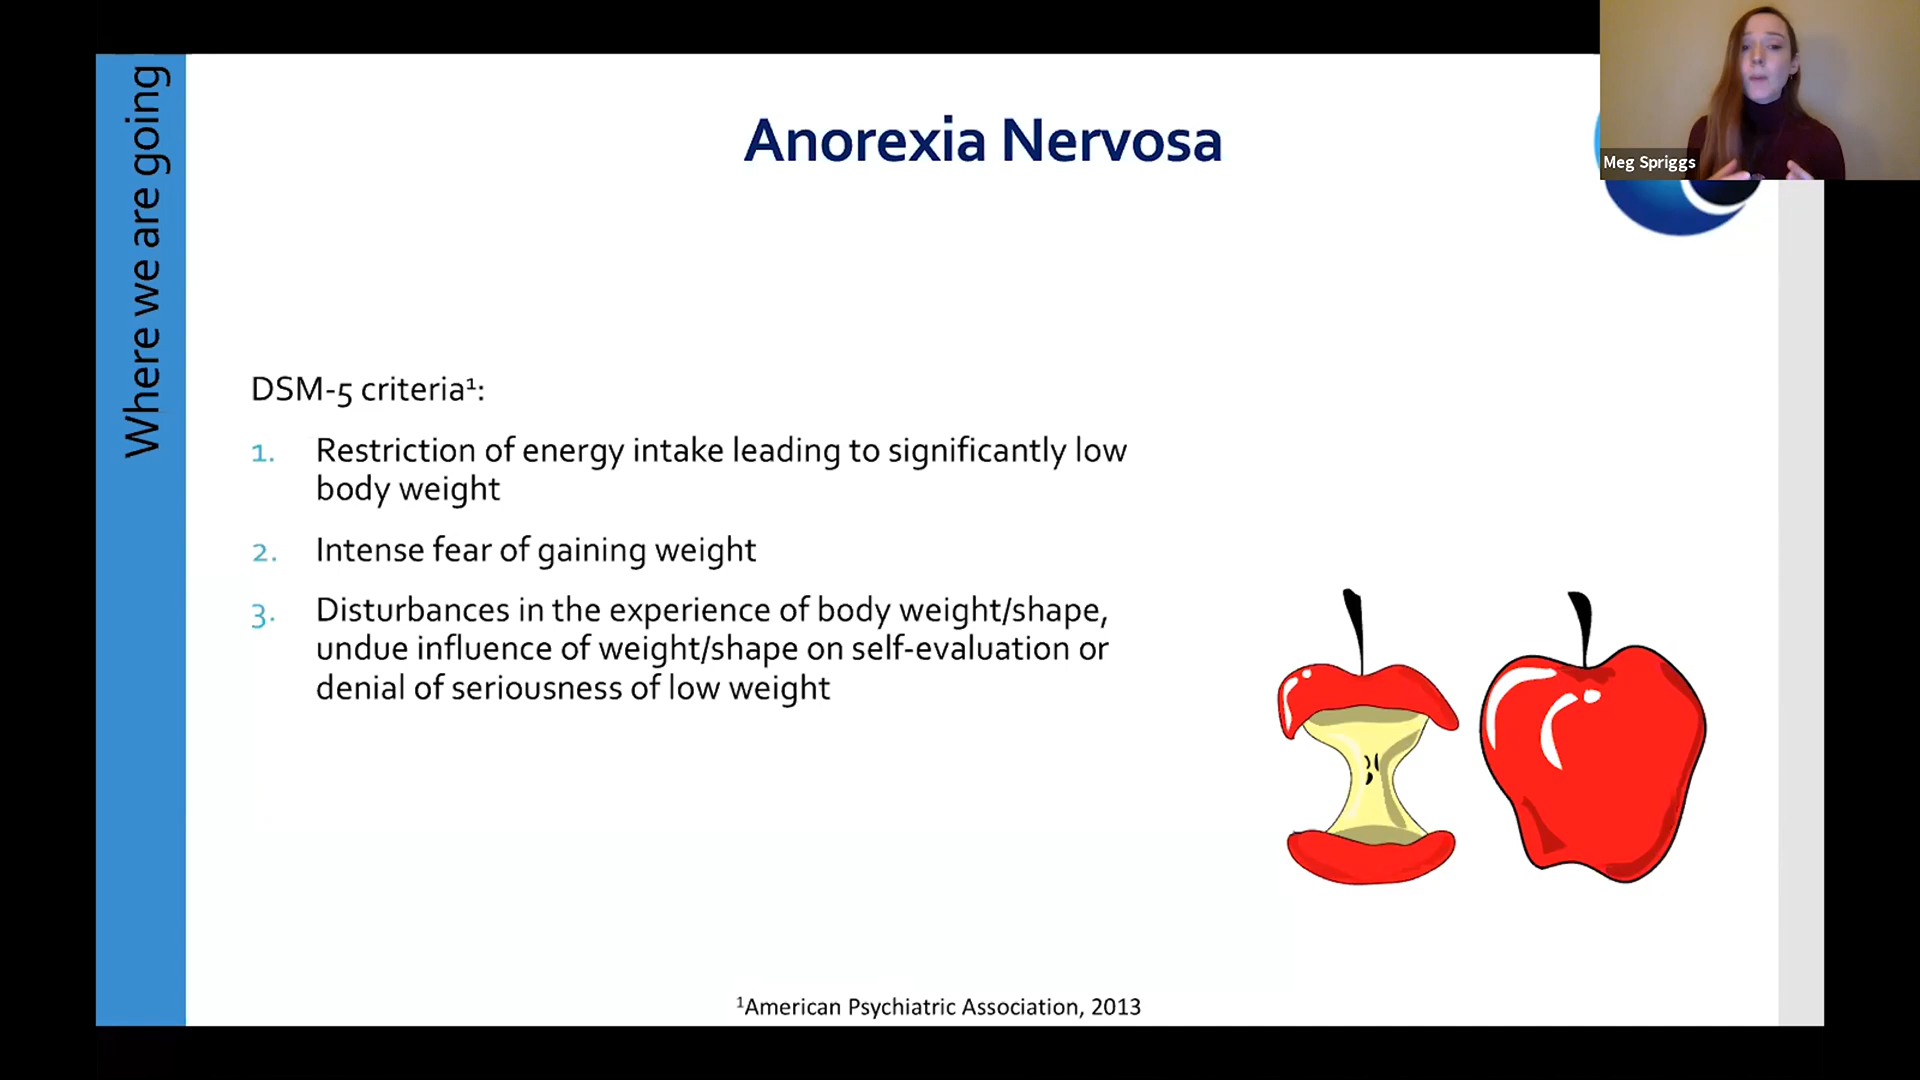 Where we are going
Anorexia Nervosa
Meg Spriggs
DSM-5 criteria¹:
1. Restriction of energy intake leading to significantly low
body weight
2. Intense fear of gaining weight
3. Disturbances in the experience of body weight/shape,
undue influence of weight/shape on self-evaluation or
denial of seriousness of low weight
¹American Psychiatric Association, 2013